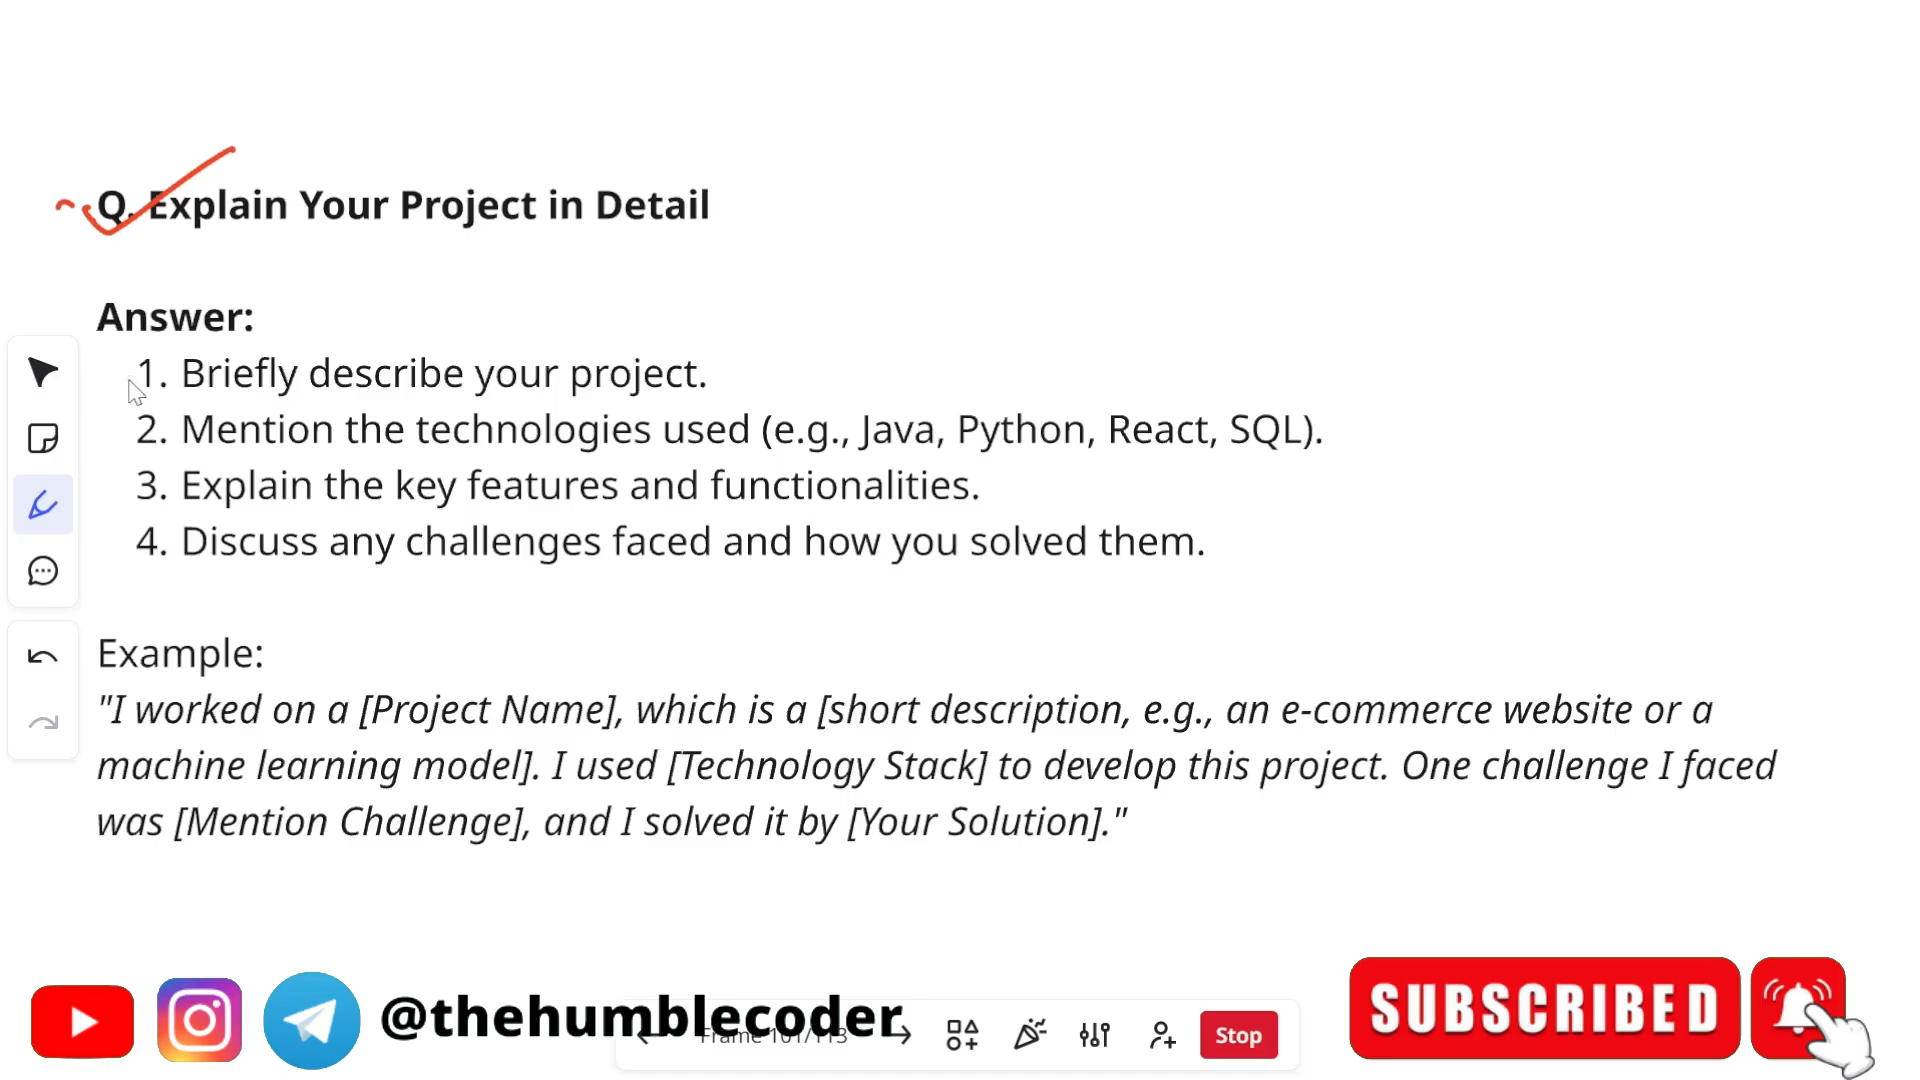 Q. Explain Your Project in Detail
Answer:
1. Briefly describe your project.
2. Mention the technologies used (e.g., Java, Python, React, SQL).
3. Explain the key features and functionalities.
4. Discuss any challenges faced and how you solved them.
Example:
"I worked on a [Project Name], which is a [short description, e.g., an e-commerce website or a
machine learning model]. I used [Technology Stack] to develop this project. One challenge I faced
was [Mention Challenge], and I solved it by [Your Solution]."
@thehumblecoder
Frame 101/113
Stop
SUBSCRIBED